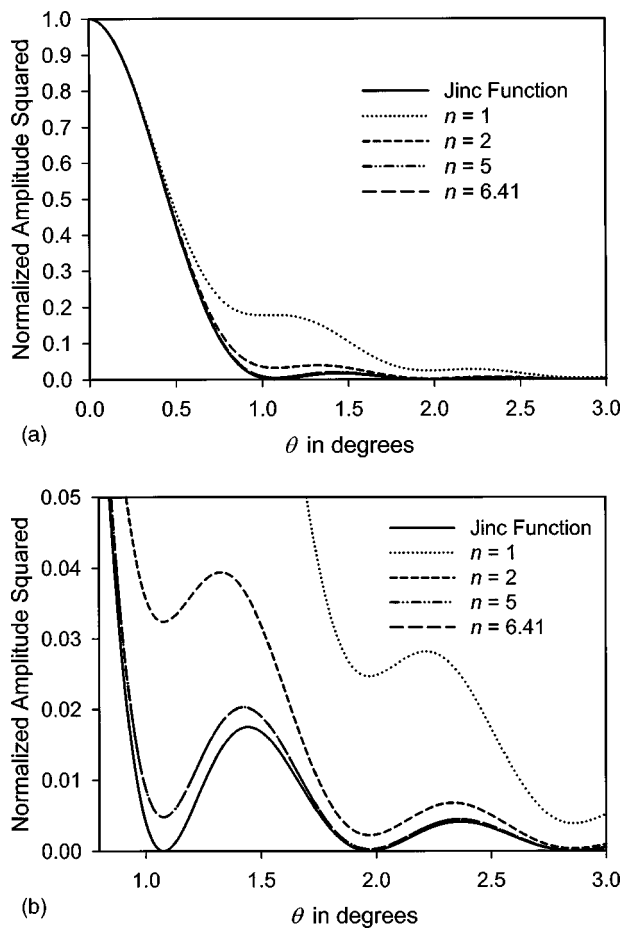 Normalized Amplitude Squared
1.0
0.9
0.8
0.7
0.6
0.5
0.4
0.3
0.2
0.1
0.0
Jinc Function
n = 1
n = 2
n = 5
n = 6.41
0.0 0.5 1.0 1.5 2.0 2.5 3.0
(a)
θ in degrees
Normalized Amplitude Squared
0.05
0.04
0.03
0.02
0.01
0.00
Jinc Function
n = 1
n = 2
n = 5
n = 6.41
1.0 1.5 2.0 2.5 3.0
(b)
θ in degrees